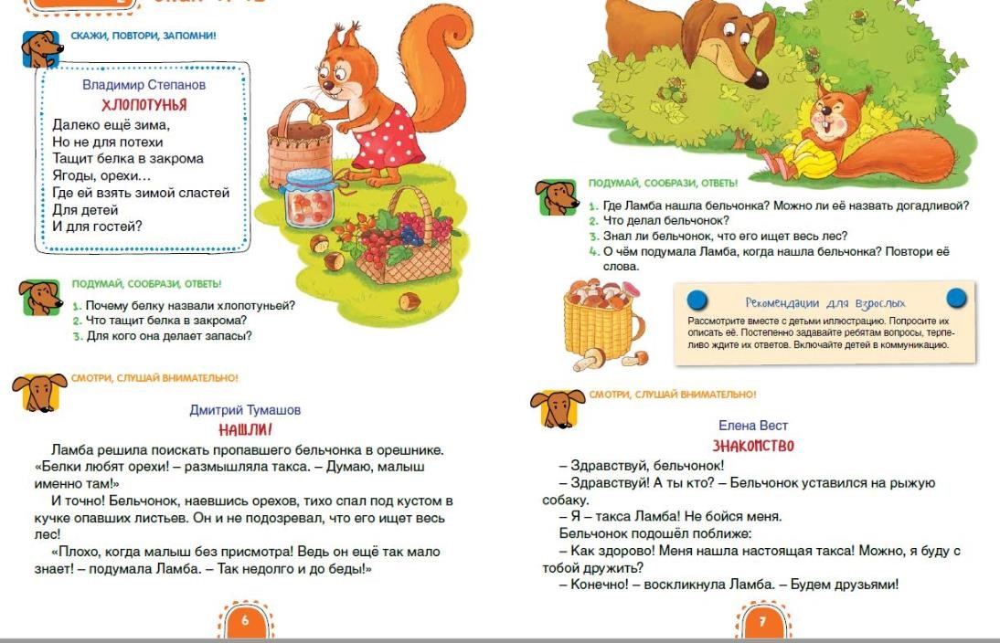 СКАЖИ, ПОВТОРИ, ЗАПОМНИ!
Владимир Степанов
ХЛОПОТУНЬЯ
Далеко ещё зима,
Но не для потехи
Тащит белка в закрома
Ягоды, орехи...
Где ей взять зимой сластей
Для детей
И для гостей?
ПОДУМАЙ, СООБРАЗИ, ОТВЕТЬ!
1. Почему белку назвали хлопотуньей?
2. Что тащит белка в закрома?
3. Для кого она делает запасы?
СМОТРИ, СЛУШАЙ ВНИМАТЕЛЬНО!
Дмитрий Тумашов
НАШЛИ!
Ламба решила поискать пропавшего бельчонка в орешнике.
«Белки любят орехи! – размышляла такса. – Думаю, малыш
именно там!»
И точно! Бельчонок, наевшись орехов, тихо спал под кустом в
кучке опавших листьев. Он и не подозревал, что его ищет весь
лес!
«Плохо, когда малыш без присмотра! Ведь он ещё так мало
знает! – подумала Ламба. – Так недолго и до беды!»
6
ПОДУМАЙ, СООБРАЗИ, ОТВЕТЬ!
1. Где Ламба нашла бельчонка? Можно ли её назвать догадливой?
2. Что делал бельчонок?
3. Знал ли бельчонок, что его ищет весь лес?
4. О чём подумала Ламба, когда нашла бельчонка? Повтори её
слова.
Рекомендации для взрослых
Рассмотрите вместе с детьми иллюстрацию. Попросите их
описать её. Постепенно задавайте ребятам вопросы, терпе-
ливо ждите их ответов. Включайте детей в коммуникацию.
СМОТРИ, СЛУШАЙ ВНИМАТЕЛЬНО!
Елена Вест
ЗНАКОМСТВО
– Здравствуй, бельчонок!
– Здравствуй! А ты кто? – Бельчонок уставился на рыжую
собаку.
– Я – такса Ламба! Не бойся меня.
Бельчонок подошёл поближе:
– Как здорово! Меня нашла настоящая такса! Можно, я буду с
тобой дружить?
– Конечно! – воскликнула Ламба. – Будем друзьями!
7